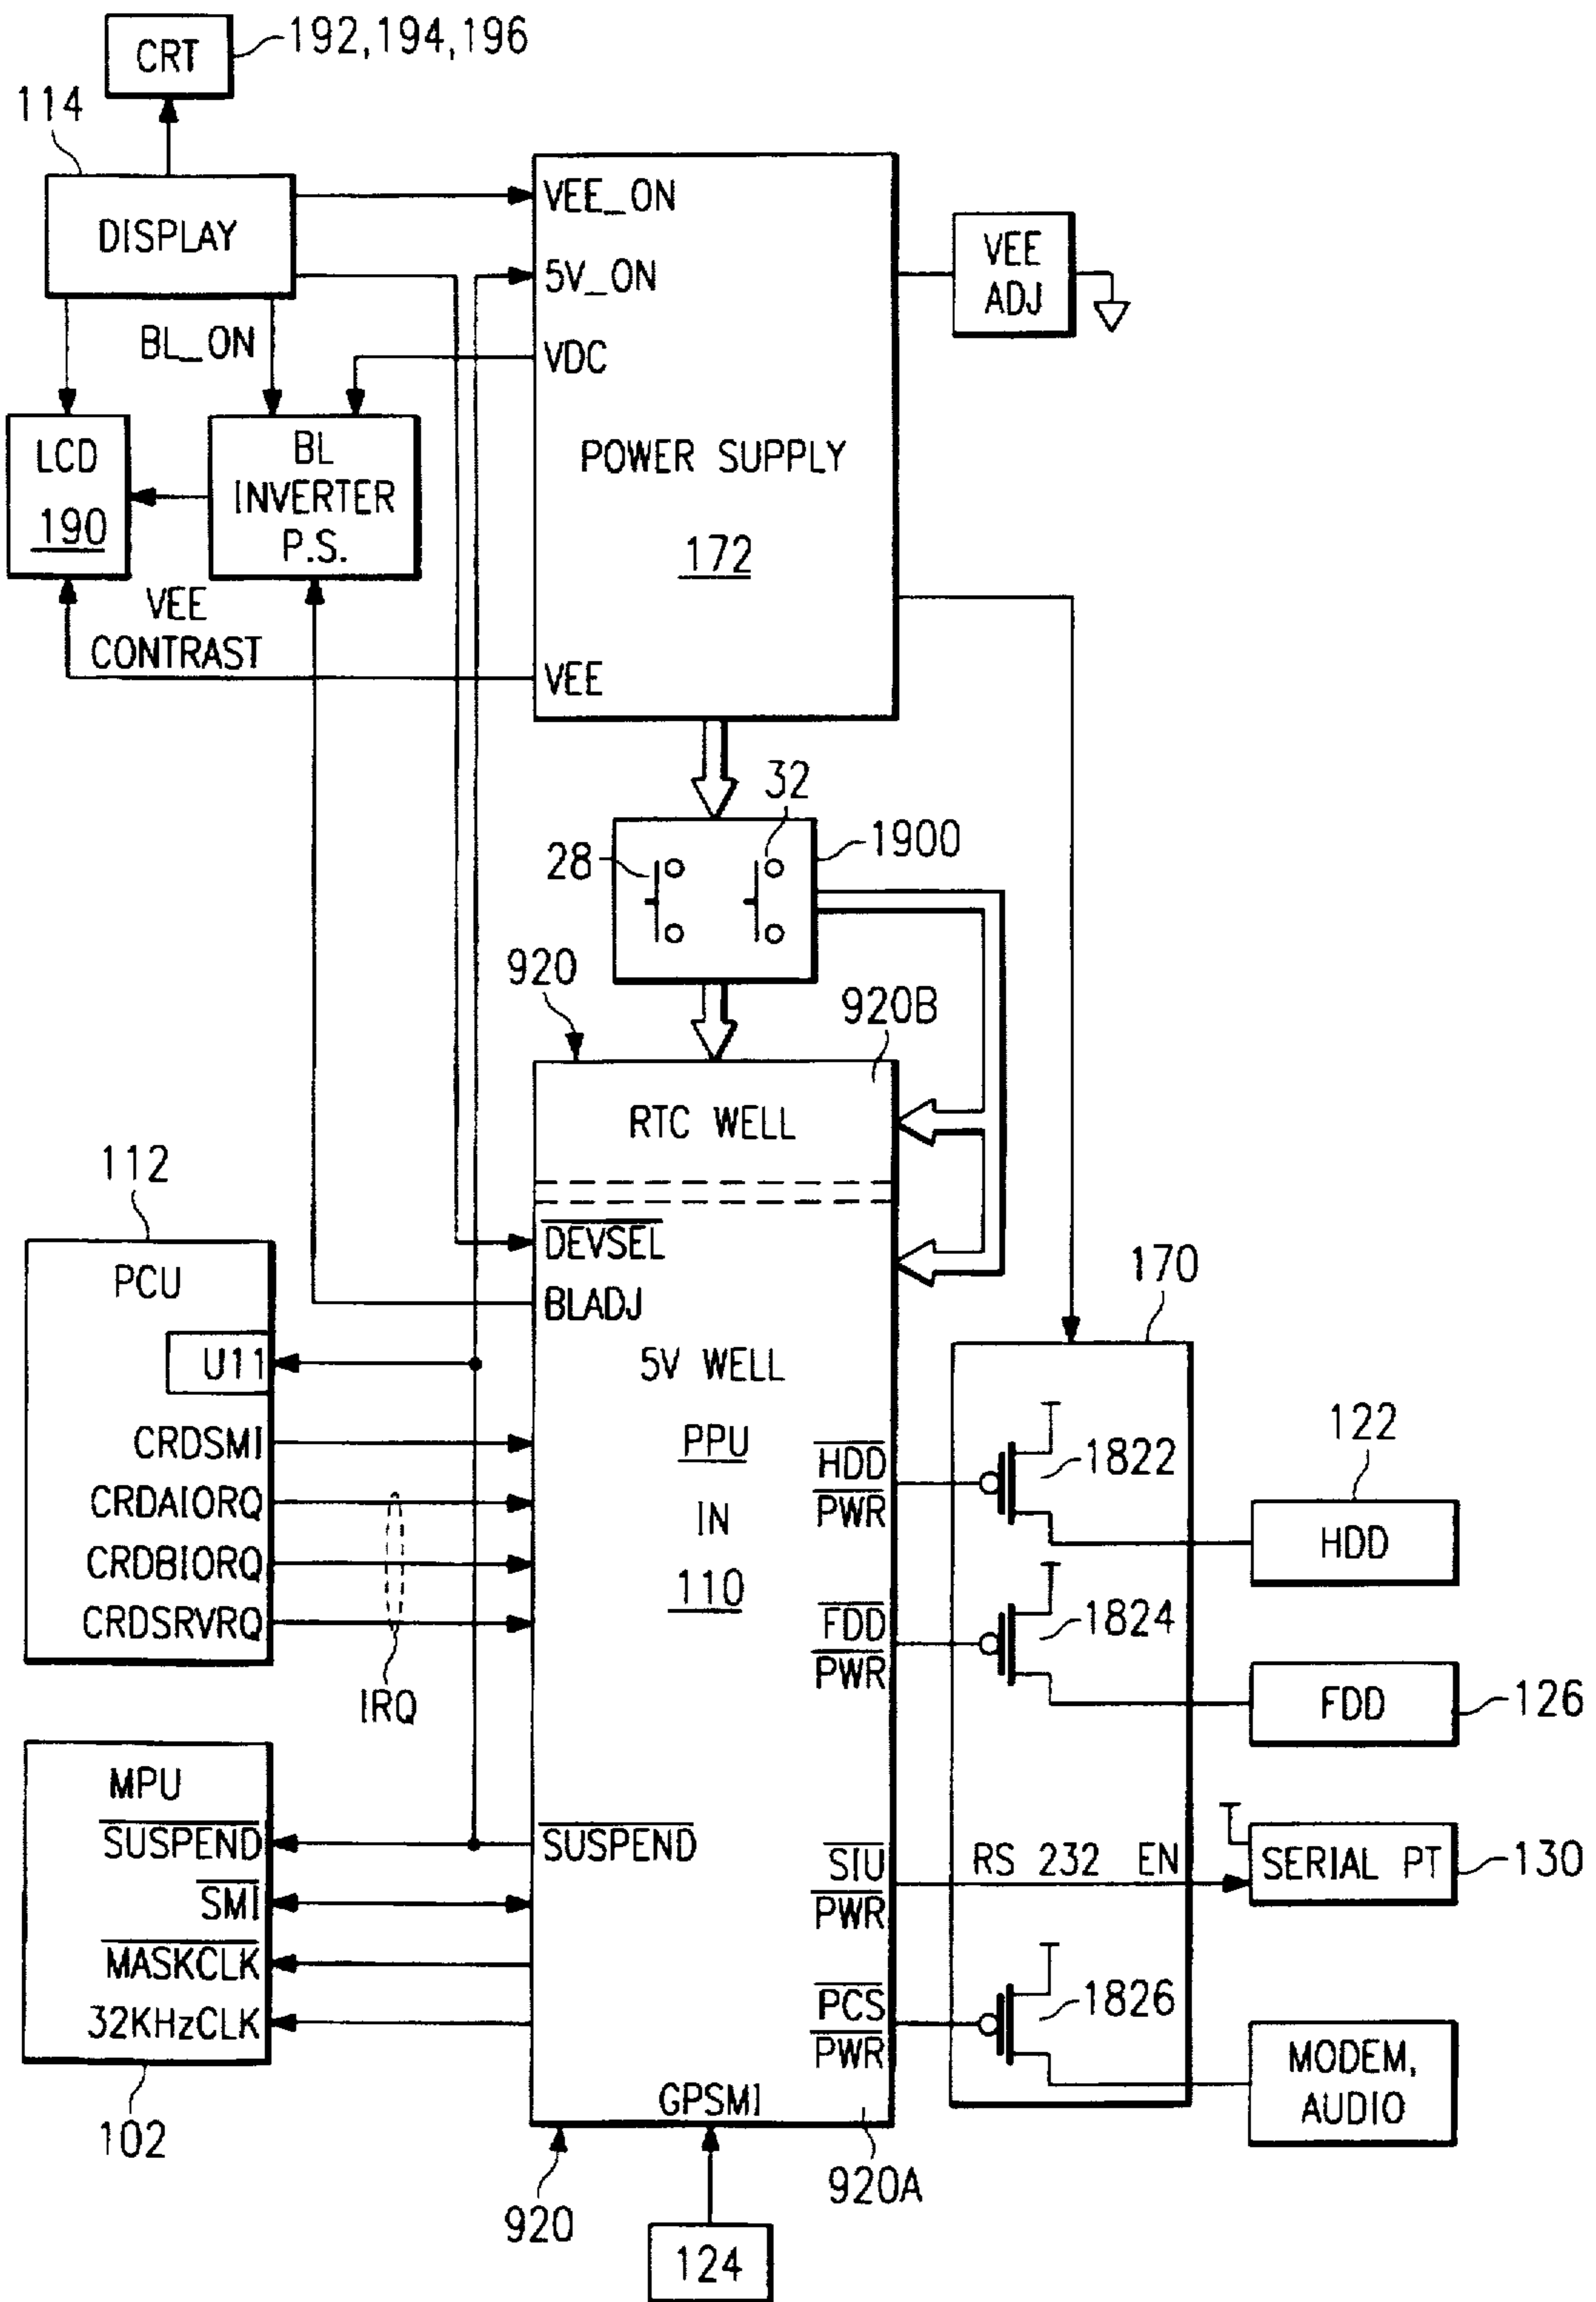 CRT
192,194,196
114
DISPLAY
VEE_ON
5V_ON
VDC
VEE
ADJ
BL_ON
LCD
190
BL
INVERTER
P.S.
POWER SUPPLY
172
VEE
CONTRAST
VEE
32
28
1900
920
920B
RTC WELL
112
PCU
U11
CRDSMI
CRDAIORQ
CRDBIORQ
CRDSRVRQ
IRQ
DEVSEL
BLADJ
5V WELL
PPU
IN
110
170
HDD
PWR
1822
122
HDD
FDD
PWR
1824
FDD
126
MPU
SUSPEND
SMI
MASKCLK
32KHzCLK
102
SUSPEND
SIU
PWR
RS 232 EN
SERIAL PT
130
PCS
PWR
1826
MODEM,
AUDIO
GPSMI
920
920A
124